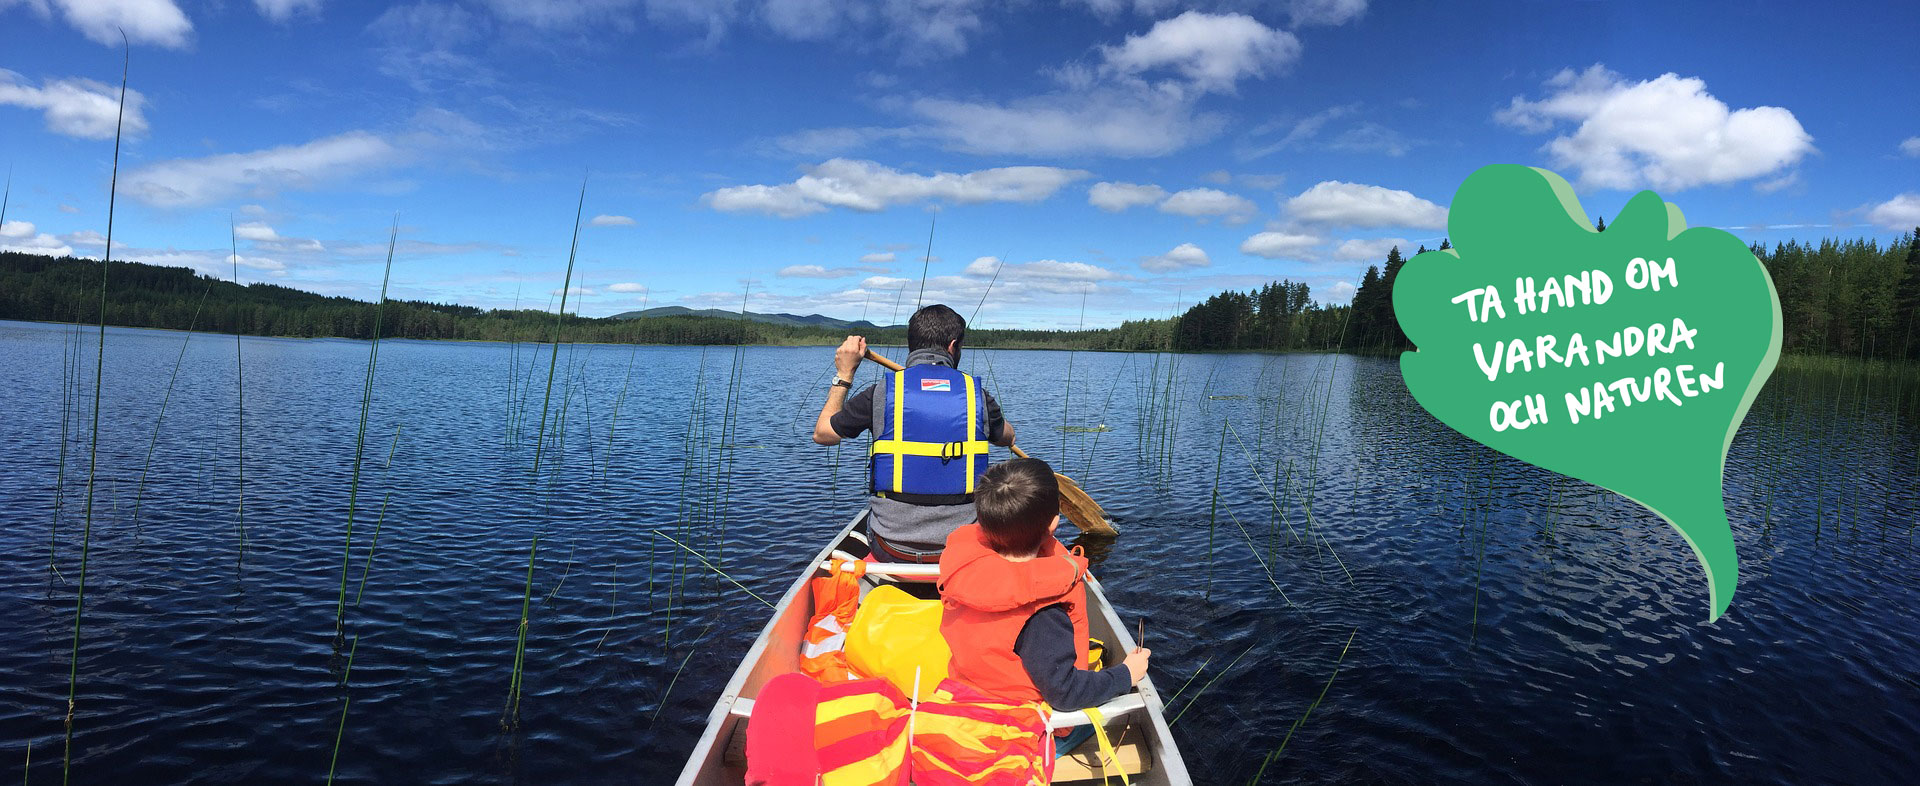 TA HAND OM
VARANDRA
OCH NATUREN